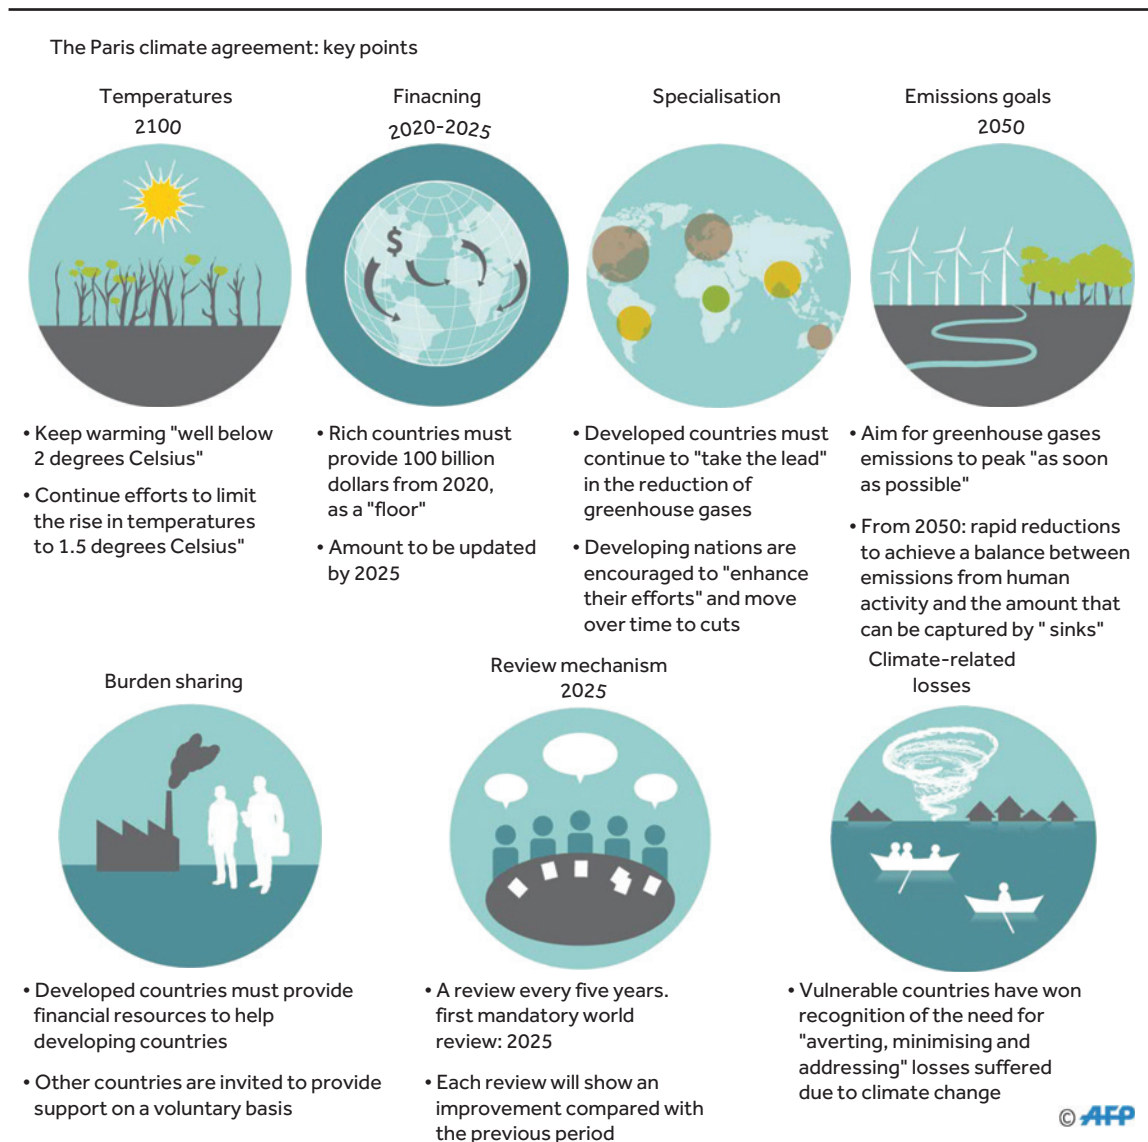 The Paris climate agreement: key points
Temperatures
2100
• Keep warming "well below
2 degrees Celsius"
• Continue efforts to limit
the rise in temperatures
to 1.5 degrees Celsius"
Finacning
2020-2025
$
• Rich countries must
provide 100 billion
dollars from 2020,
as a "floor"
• Amount to be updated
by 2025
Specialisation
• Developed countries must
continue to "take the lead"
in the reduction of
greenhouse gases
• Developing nations are
encouraged to "enhance
their efforts" and move
over time to cuts
Emissions goals
2050
• Aim for greenhouse gases
emissions to peak "as soon
as possible"
• From 2050: rapid reductions
to achieve a balance between
emissions from human
activity and the amount that
can be captured by " sinks"
Burden sharing
• Developed countries must provide
financial resources to help
developing countries
• Other countries are invited to provide
support on a voluntary basis
Review mechanism
2025
• A review every five years.
first mandatory world
review: 2025
• Each review will show an
improvement compared with
the previous period
Climate-related
losses
• Vulnerable countries have won
recognition of the need for
"averting, minimising and
addressing" losses suffered
due to climate change
© AFP